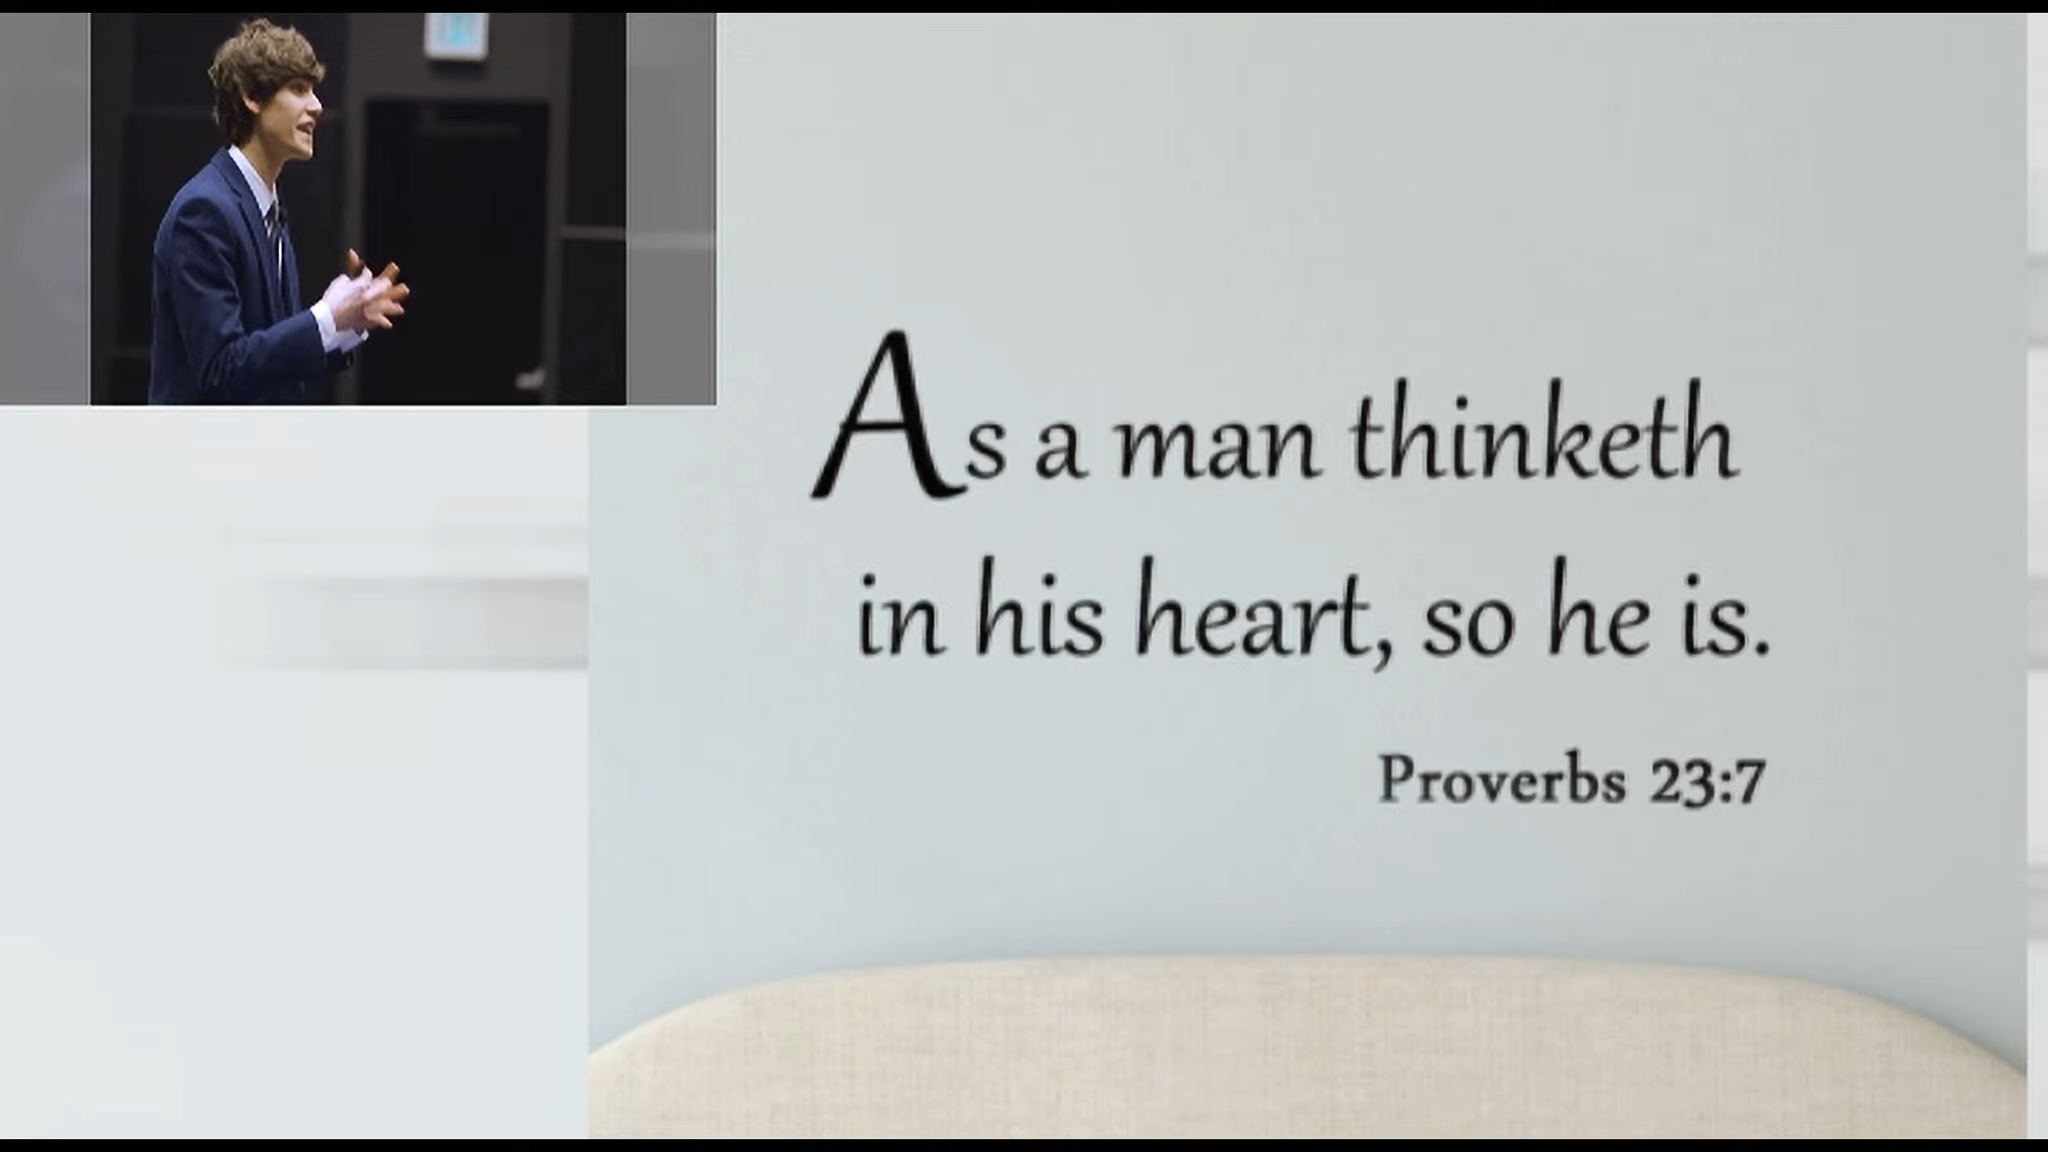 As a man thinketh
in his heart, so he is.
Proverbs 23:7